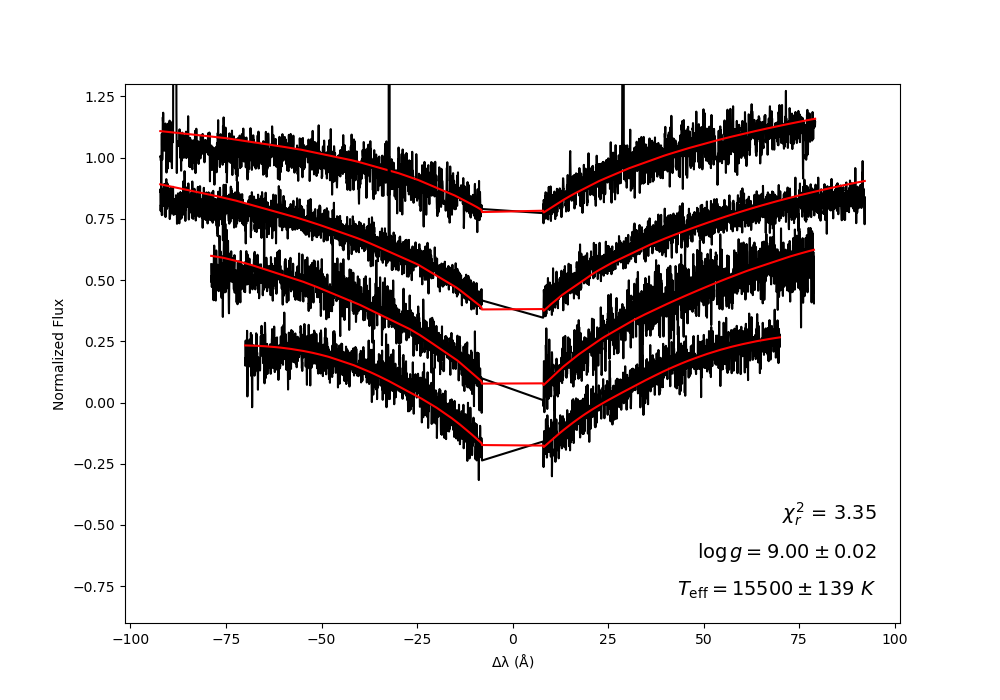 1.25
1.00
0.75
0.50
0.25
0.00
−0.25
−0.50
−0.75
Normalized Flux
χ²ᵣ = 3.35
log g = 9.00 ± 0.02
T_eff = 15500 ± 139 K
−100 −75 −50 −25 0 25 50 75 100
Δλ (Å)